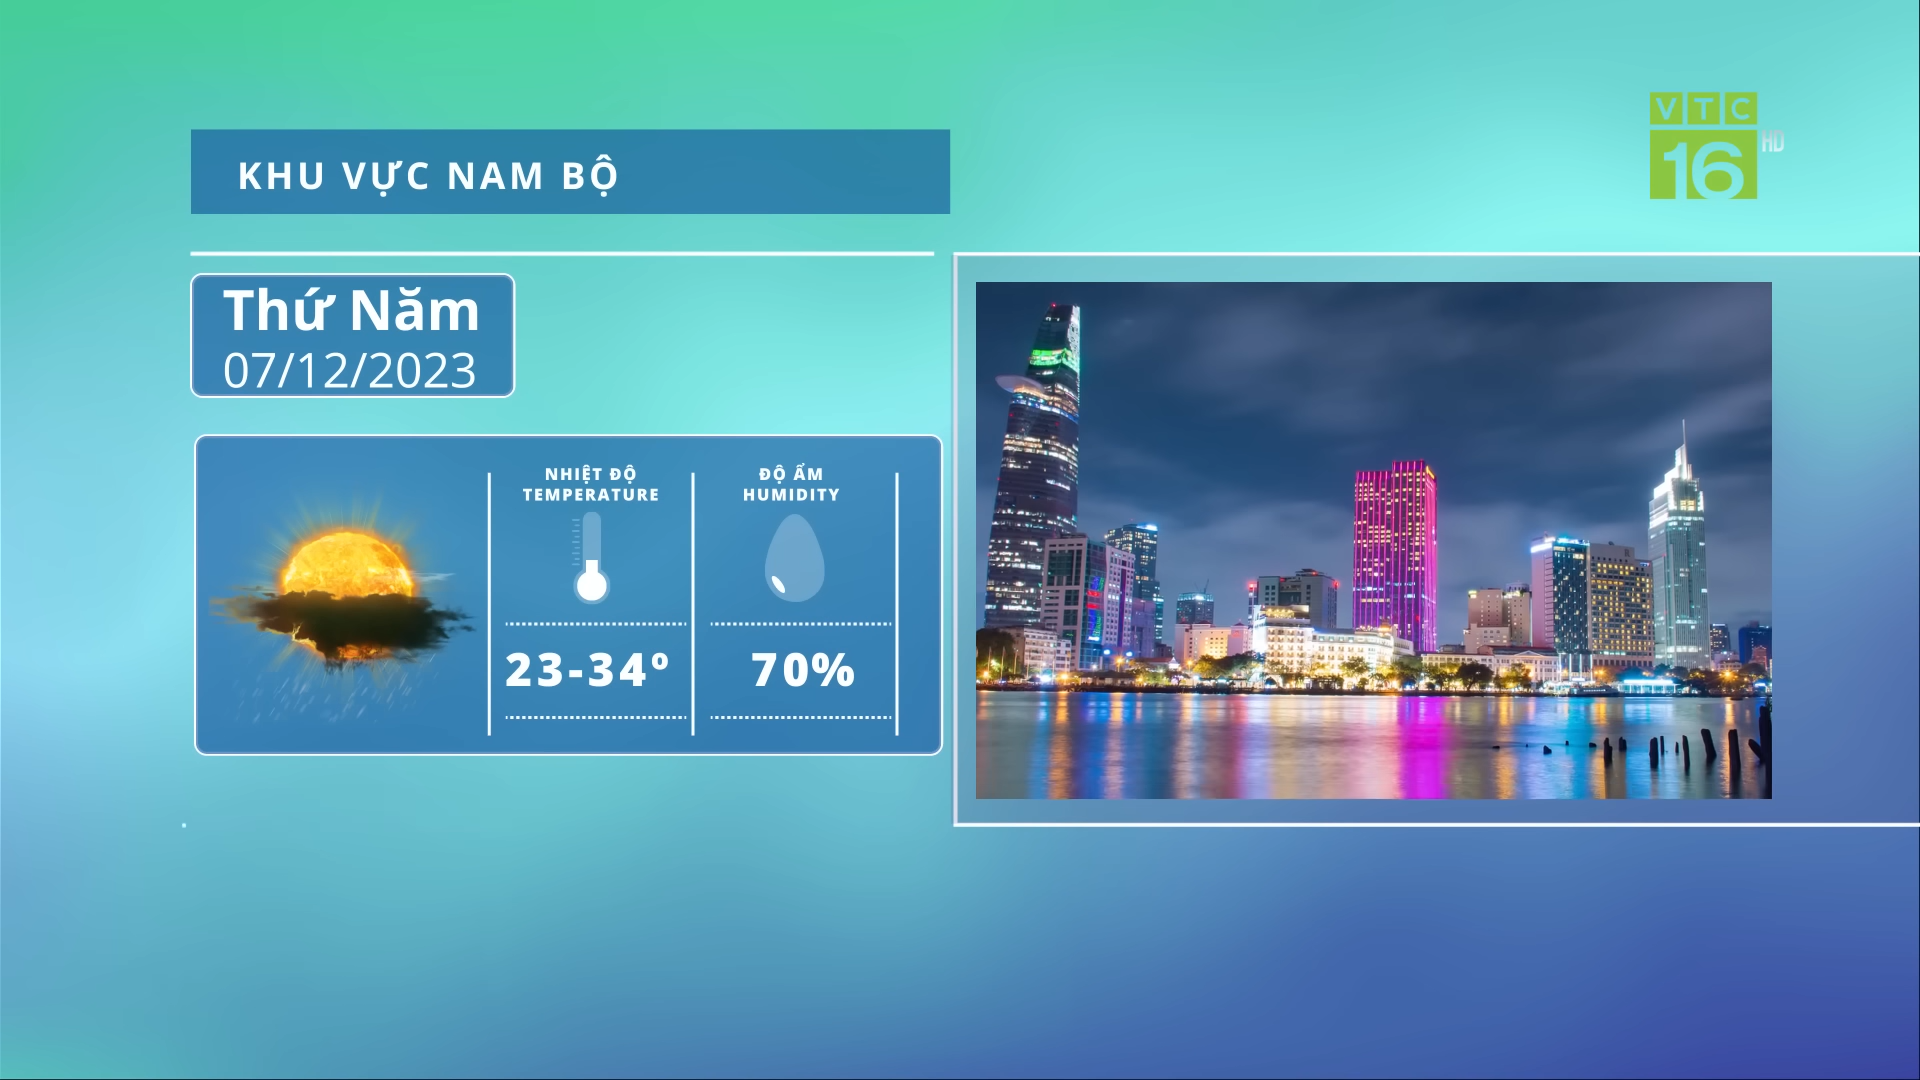 VTC
16
HD
KHU VỰC NAM BỘ
Thứ Năm
07/12/2023
NHIỆT ĐỘ
TEMPERATURE
23-34º
ĐỘ ẨM
HUMIDITY
70%